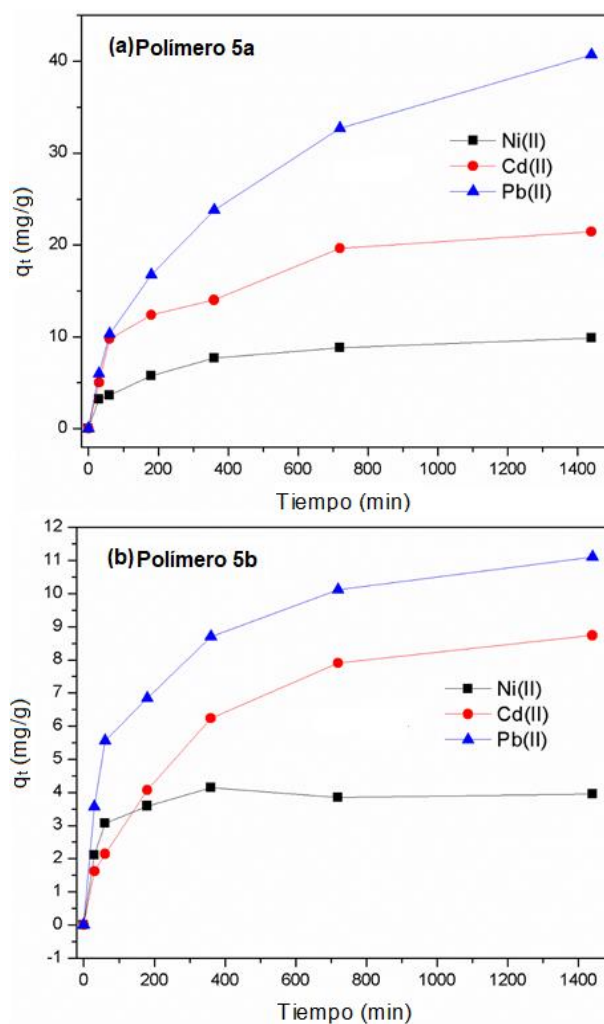 (a) Polímero 5a
40
30
20
10
0
q_t (mg/g)
Ni(II)
Cd(II)
Pb(II)
0 200 400 600 800 1000 1200 1400
Tiempo (min)
(b) Polímero 5b
12
11
10
9
8
7
6
5
4
3
2
1
0
-1
q_t (mg/g)
Ni(II)
Cd(II)
Pb(II)
0 200 400 600 800 1000 1200 1400
Tiempo (min)